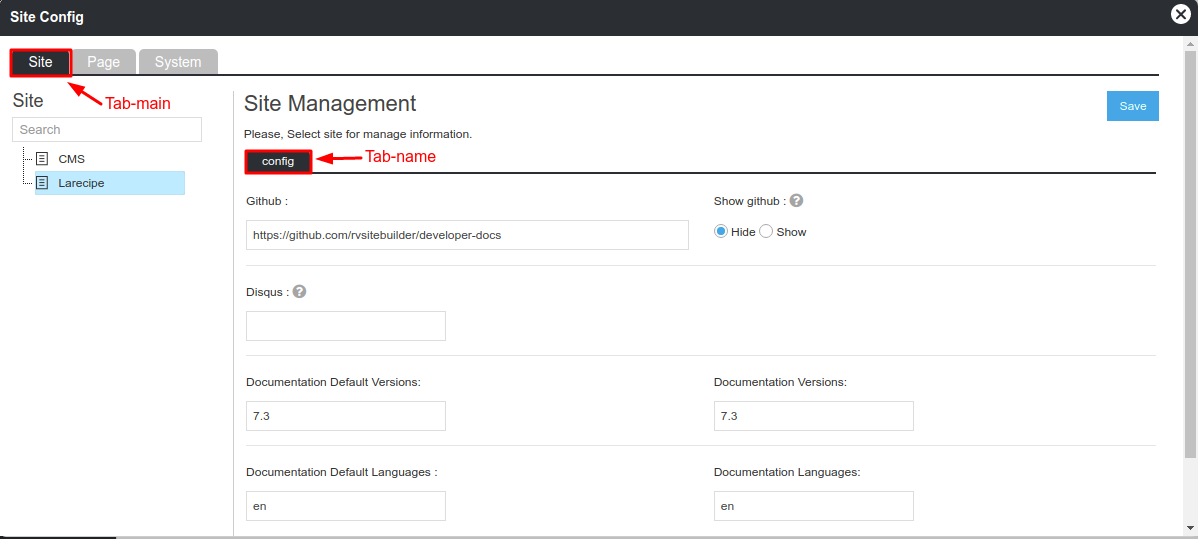 Site Config
Site Page System
Tab-main
Site
Search
CMS
Larecipe
Site Management
Save
Please, Select site for manage information.
config
Tab-name
Github :
Show github : ?
https://github.com/rvsitebuilder/developer-docs
Hide Show
Disqus : ?
Documentation Default Versions:
Documentation Versions:
7.3
7.3
Documentation Default Languages :
Documentation Languages:
en
en